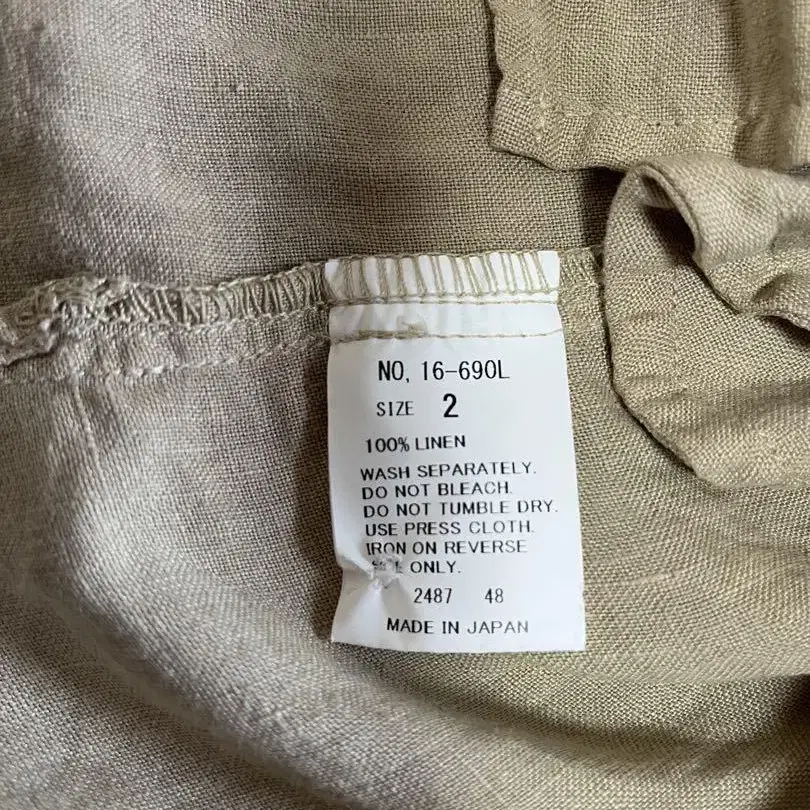 NO, 16-690L
SIZE 2
100% LINEN
WASH SEPARATELY.
DO NOT BLEACH.
DO NOT TUMBLE DRY.
USE PRESS CLOTH.
IRON ON REVERSE
ONLY.
2487 48
MADE IN JAPAN